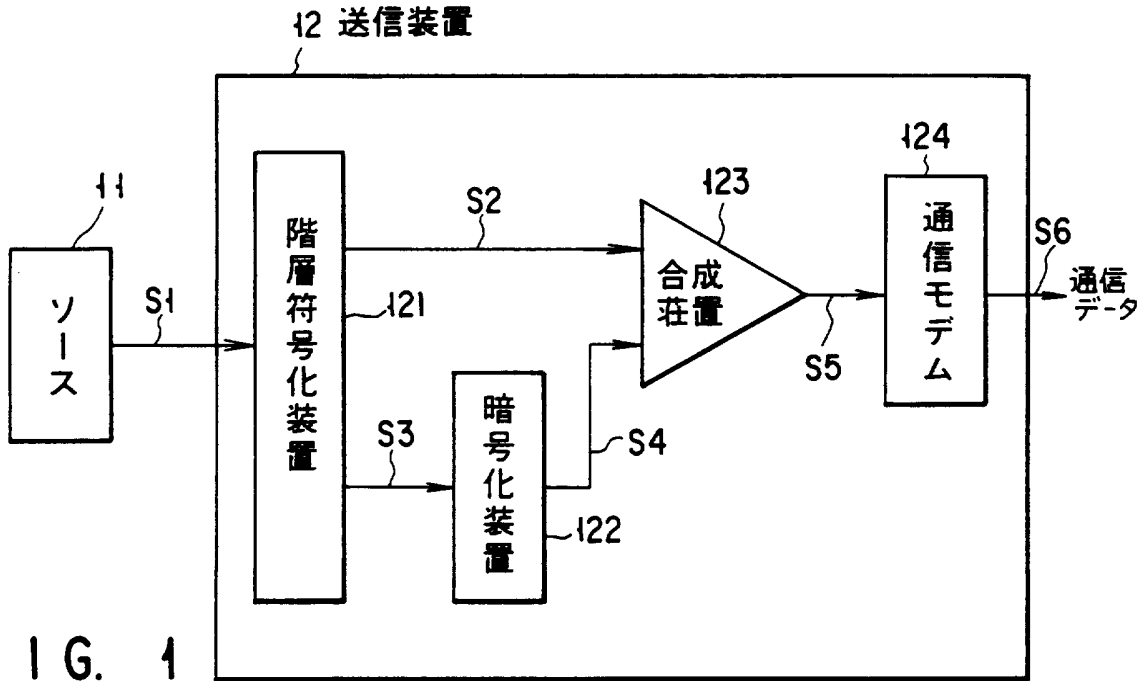 12 送信装置
11
ソース
S1
階層符号化装置
121
S2
S3
暗号化装置
122
S4
123
合成
荘置
S5
124
通信モデム
S6
通信
データ
IG. 1